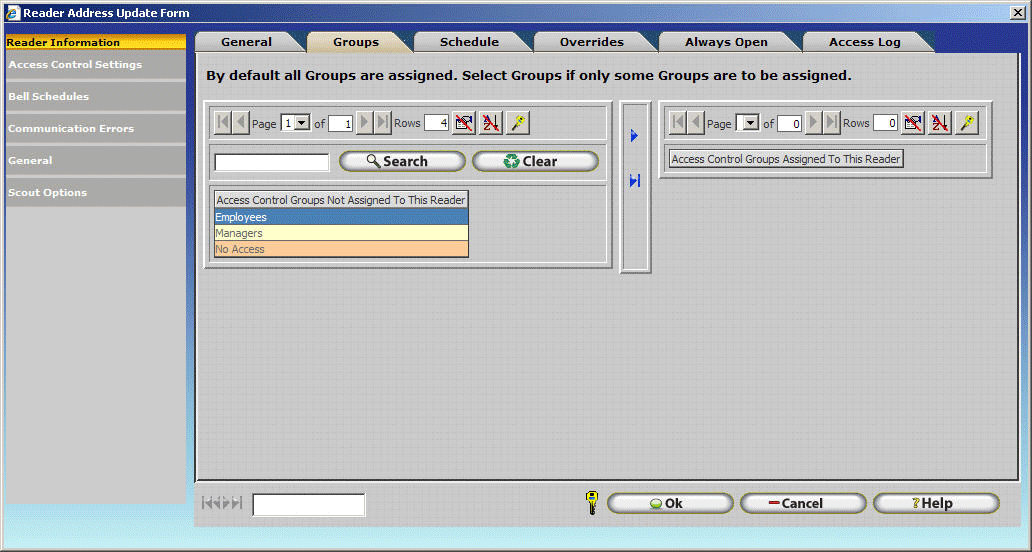 Reader Address Update Form
Reader Information
Access Control Settings
Bell Schedules
Communication Errors
General
Scout Options
General Groups Schedule Overrides Always Open Access Log
By default all Groups are assigned. Select Groups if only some Groups are to be assigned.
Page 1 of 1 Rows 4
Search Clear
Access Control Groups Not Assigned To This Reader
Employees
Managers
No Access
Page of 0 Rows 0
Access Control Groups Assigned To This Reader
Ok Cancel Help